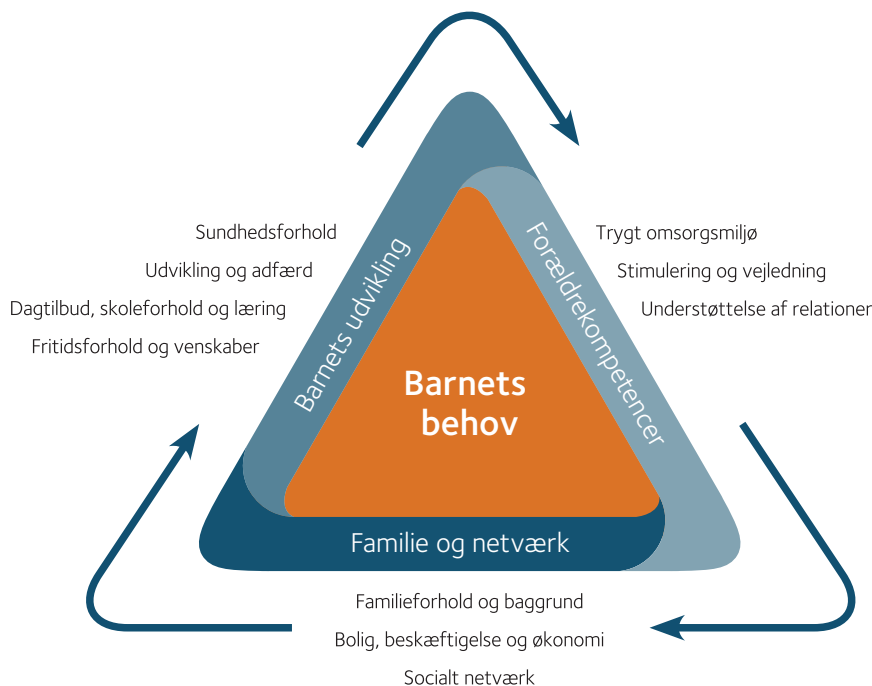 Sundhedsforhold
Udvikling og adfærd
Dagtilbud, skoleforhold og læring
Fritidsforhold og venskaber
Barnets udvikling
Forældrekompetencer
Trygt omsorgsmiljø
Stimulering og vejledning
Understøttelse af relationer
Barnets
behov
Familie og netværk
Familieforhold og baggrund
Bolig, beskæftigelse og økonomi
Socialt netværk